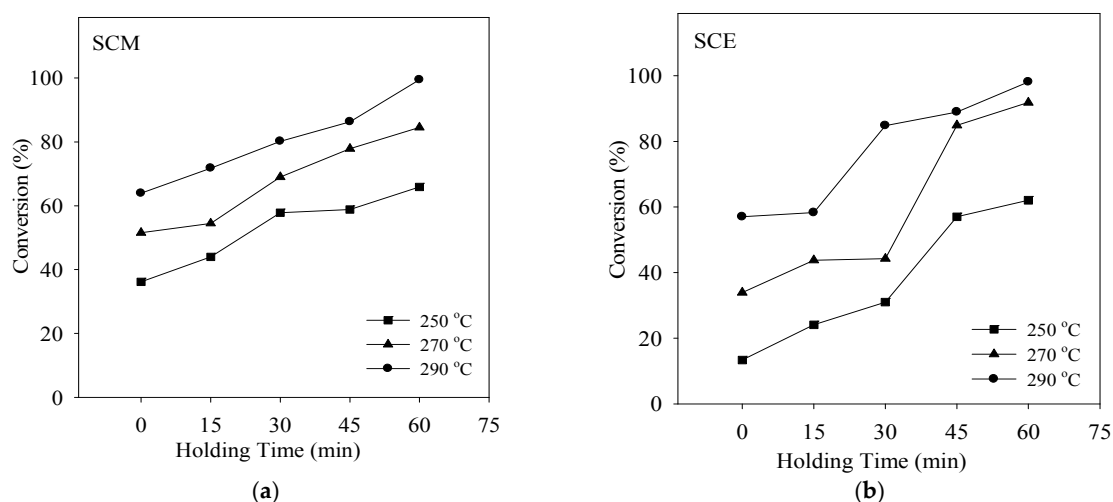 SCM
100
80
60
40
20
0
Conversion (%)
250 °C
270 °C
290 °C
0 15 30 45 60 75
Holding Time (min)
(a)
SCE
100
80
60
40
20
0
Conversion (%)
250 °C
270 °C
290 °C
0 15 30 45 60 75
Holding Time (min)
(b)